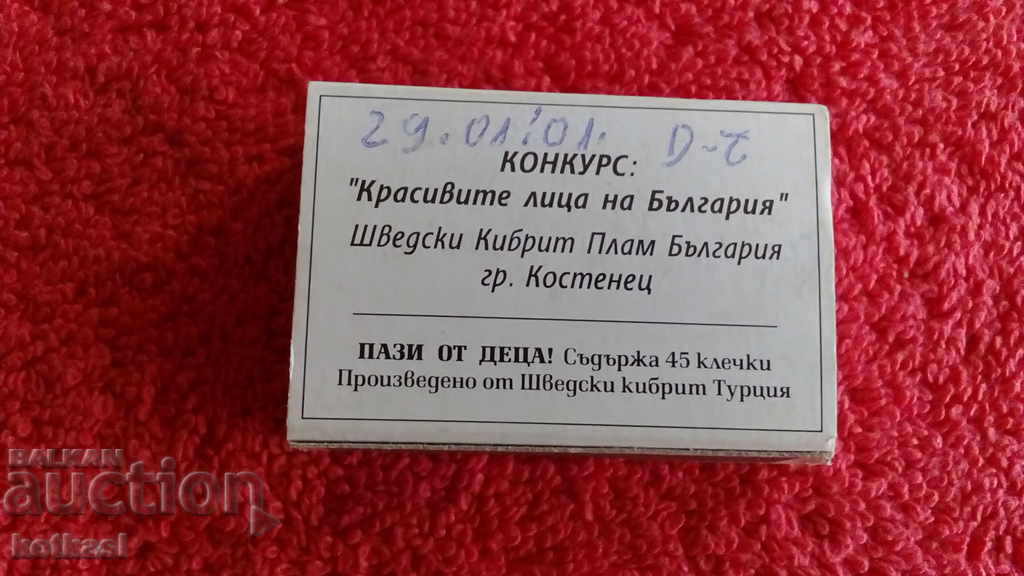 29.01.01. D-τ
КОНКУРС:
"Красивите лица на България"
Шведски Кибрит Плам България
гр. Костенец
ПАЗИ ОТ ДЕЦА! Съдържа 45 клечки
Произведено от Шведски кибрит Турция
BALKAN
auction
kotkasl